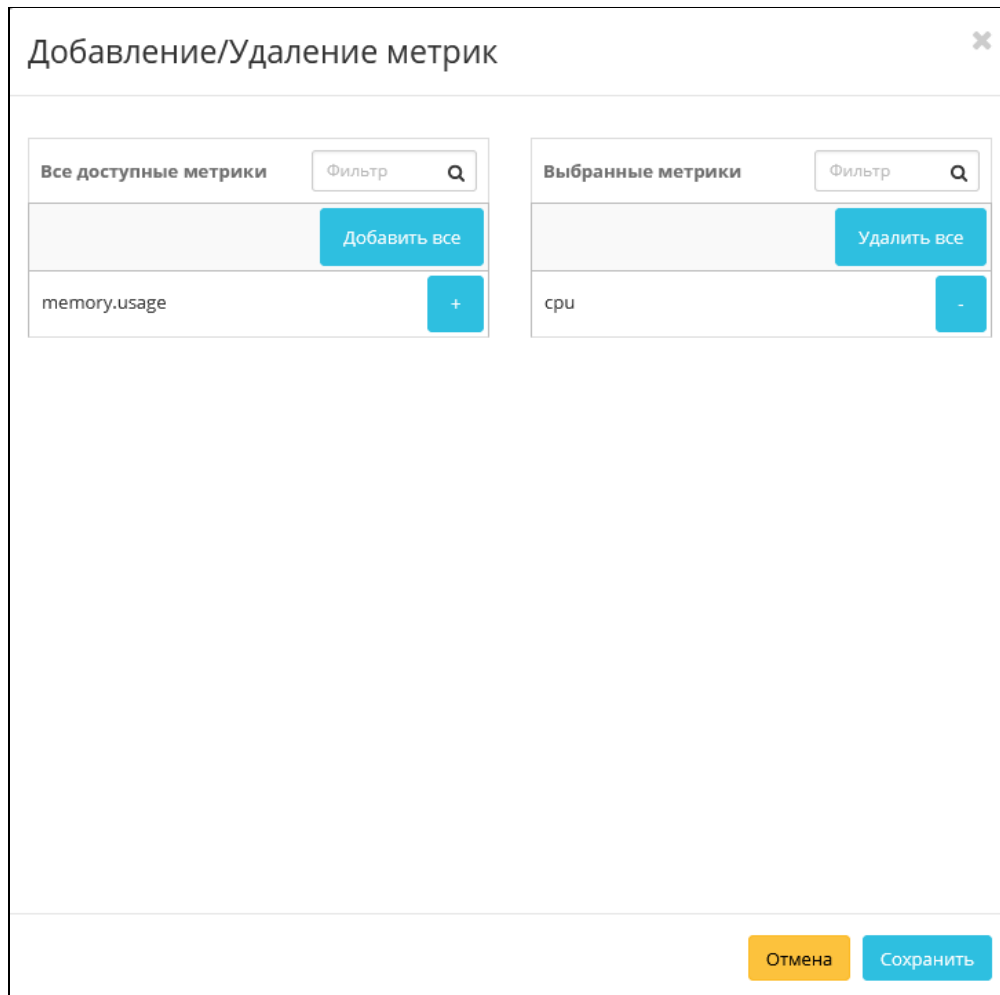 Добавление/Удаление метрик
Все доступные метрики
Фильтр
Добавить все
memory.usage
+
Выбранные метрики
Фильтр
Удалить все
cpu
-
Отмена
Сохранить